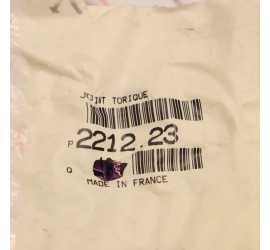 JOINT TORIQUE
P 2212.23
Q
MADE IN FRANCE